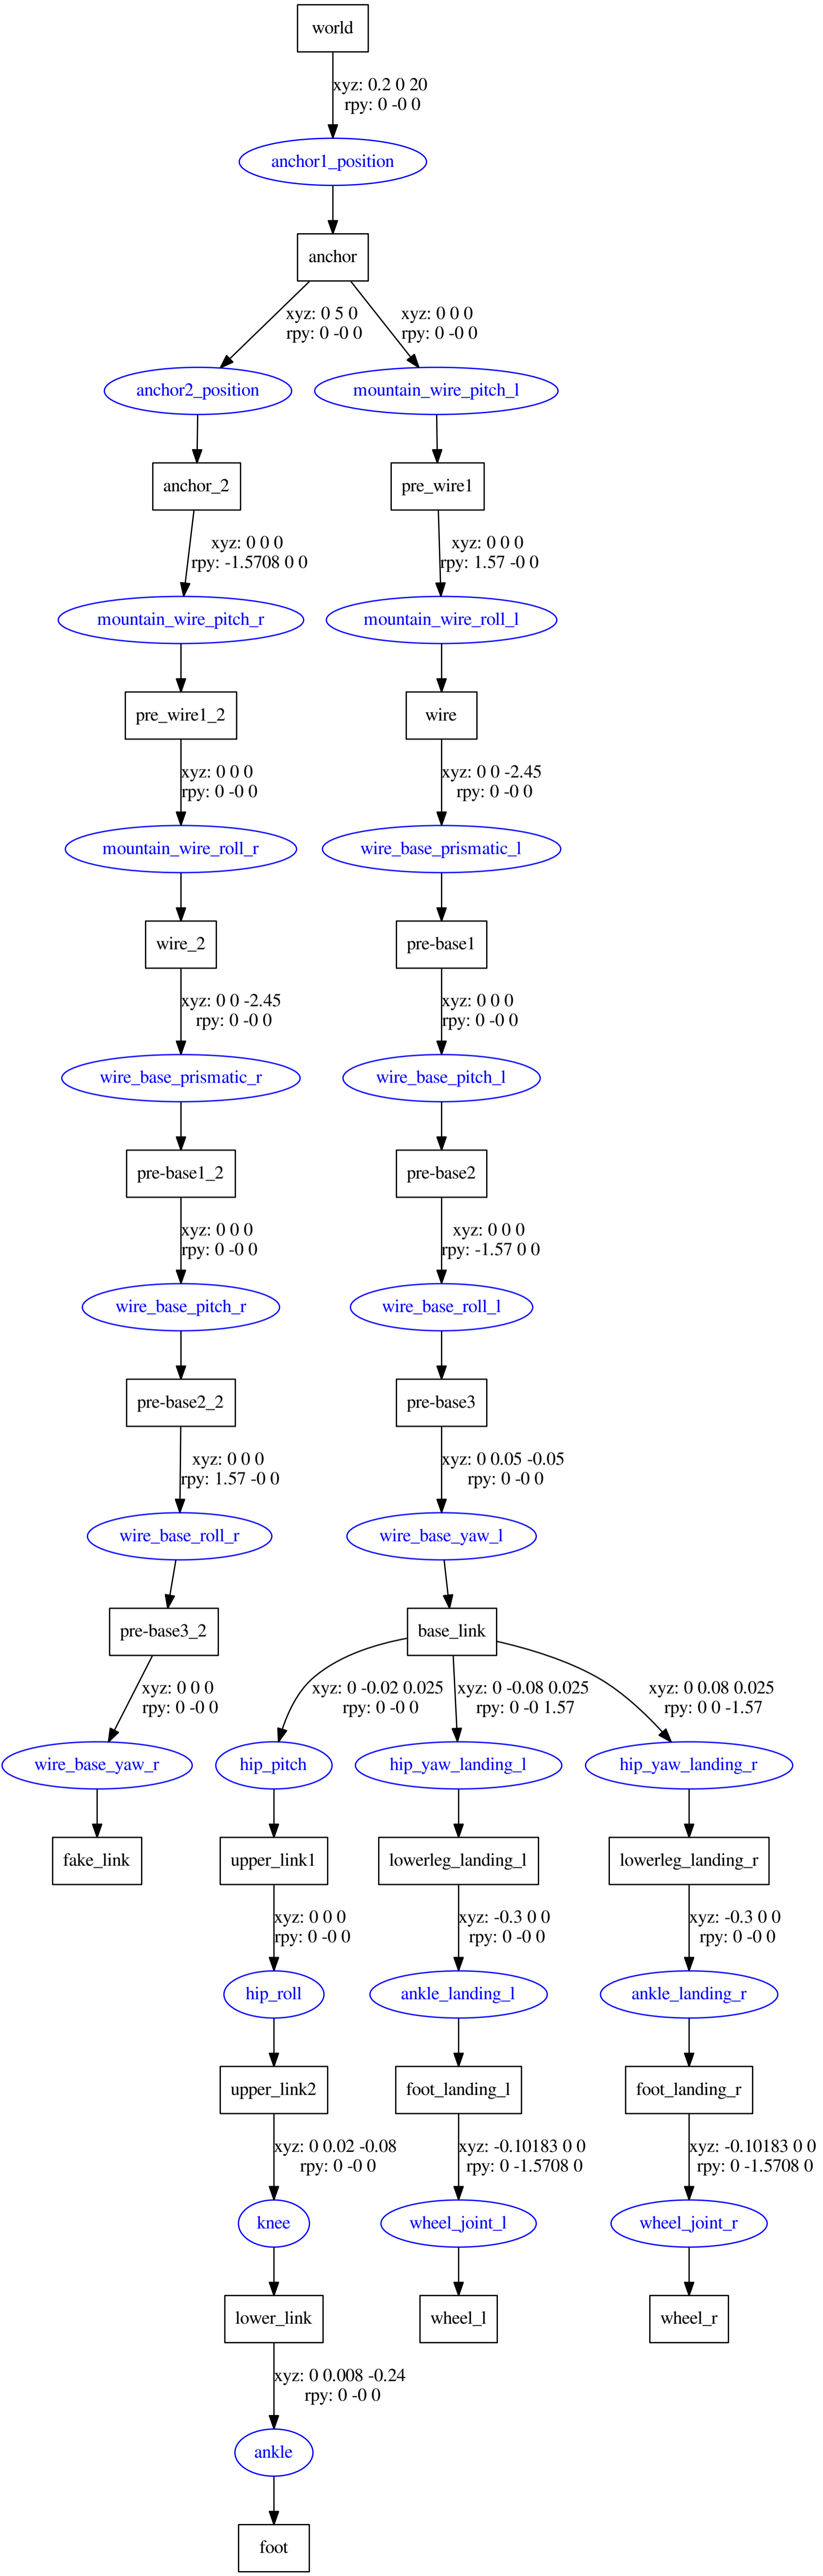 world
xyz: 0.2 0 20
rpy: 0 -0 0
anchor1_position
anchor
xyz: 0 5 0
rpy: 0 -0 0
xyz: 0 0 0
rpy: 0 -0 0
anchor2_position
mountain_wire_pitch_l
anchor_2
pre_wire1
xyz: 0 0 0
rpy: -1.5708 0 0
xyz: 0 0 0
rpy: 1.57 -0 0
mountain_wire_pitch_r
mountain_wire_roll_l
pre_wire1_2
wire
xyz: 0 0 0
rpy: 0 -0 0
xyz: 0 0 -2.45
rpy: 0 -0 0
mountain_wire_roll_r
wire_base_prismatic_l
wire_2
pre-base1
xyz: 0 0 -2.45
rpy: 0 -0 0
xyz: 0 0 0
rpy: 0 -0 0
wire_base_prismatic_r
wire_base_pitch_l
pre-base1_2
pre-base2
xyz: 0 0 0
rpy: 0 -0 0
xyz: 0 0 0
rpy: -1.57 0 0
wire_base_pitch_r
wire_base_roll_l
pre-base2_2
pre-base3
xyz: 0 0 0
rpy: 1.57 -0 0
xyz: 0 0.05 -0.05
rpy: 0 -0 0
wire_base_roll_r
wire_base_yaw_l
pre-base3_2
base_link
xyz: 0 0 0
rpy: 0 -0 0
xyz: 0 -0.02 0.025
rpy: 0 -0 0
xyz: 0 -0.08 0.025
rpy: 0 -0 1.57
xyz: 0 0.08 0.025
rpy: 0 0 -1.57
wire_base_yaw_r
hip_pitch
hip_yaw_landing_l
hip_yaw_landing_r
fake_link
upper_link1
lowerleg_landing_l
lowerleg_landing_r
xyz: 0 0 0
rpy: 0 -0 0
xyz: -0.3 0 0
rpy: 0 -0 0
xyz: -0.3 0 0
rpy: 0 -0 0
hip_roll
ankle_landing_l
ankle_landing_r
upper_link2
foot_landing_l
foot_landing_r
xyz: 0 0.02 -0.08
rpy: 0 -0 0
xyz: -0.10183 0 0
rpy: 0 -1.5708 0
xyz: -0.10183 0 0
rpy: 0 -1.5708 0
knee
wheel_joint_l
wheel_joint_r
lower_link
wheel_l
wheel_r
xyz: 0 0.008 -0.24
rpy: 0 -0 0
ankle
foot